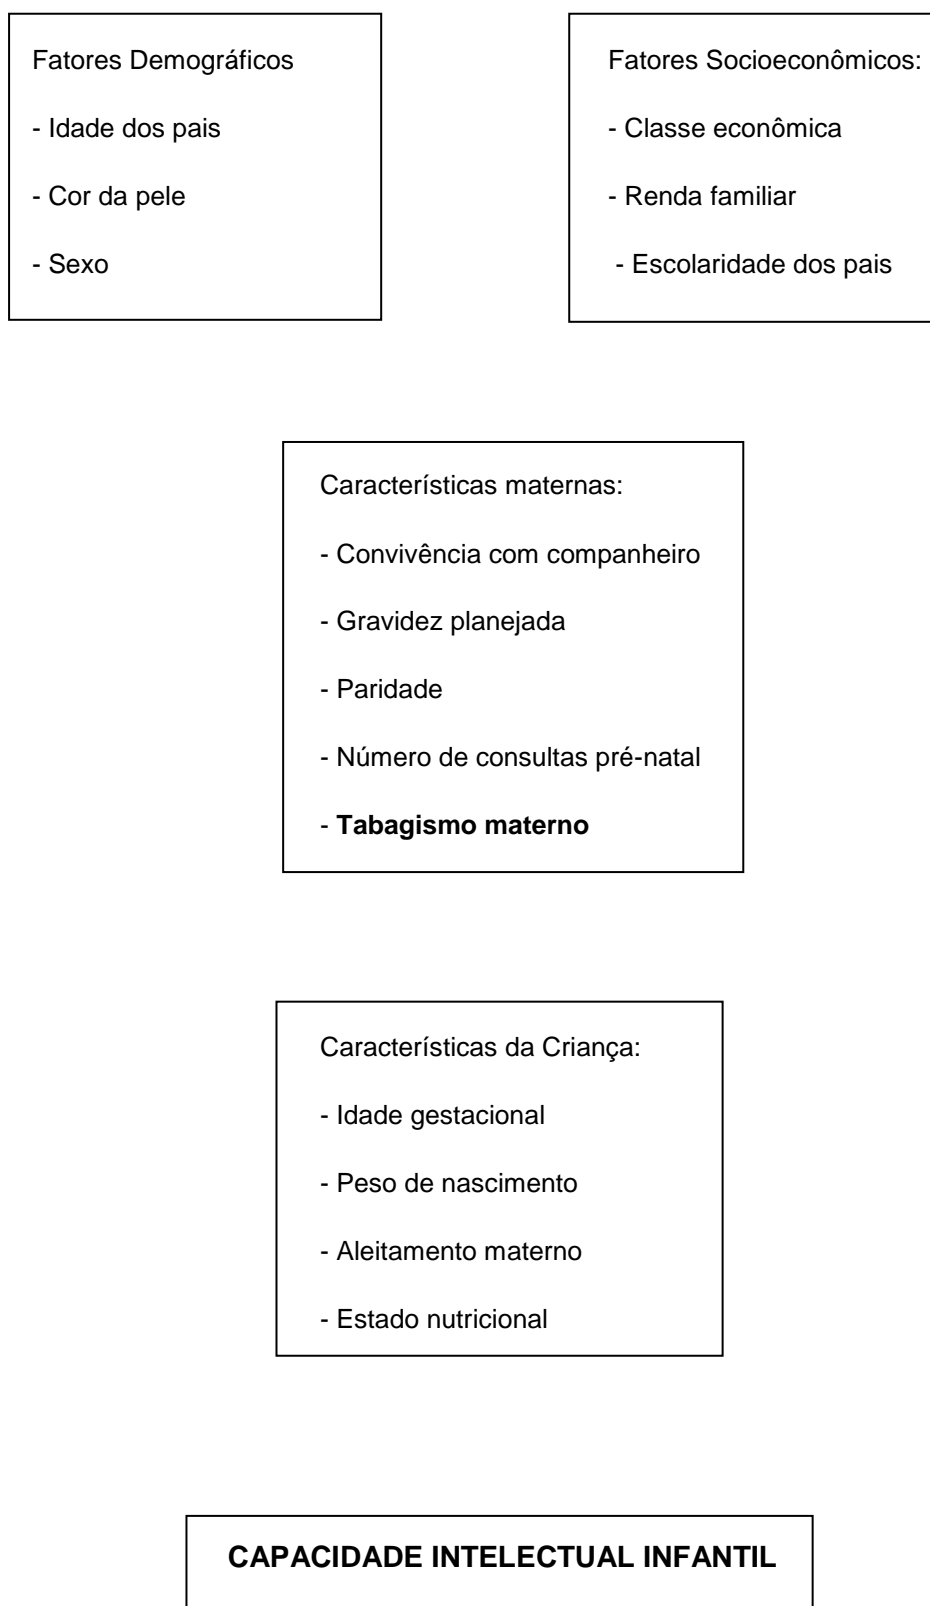 Fatores Demográficos
- Idade dos pais
- Cor da pele
- Sexo
Fatores Socioeconômicos:
- Classe econômica
- Renda familiar
- Escolaridade dos pais
Características maternas:
- Convivência com companheiro
- Gravidez planejada
- Paridade
- Número de consultas pré-natal
- Tabagismo materno
Características da Criança:
- Idade gestacional
- Peso de nascimento
- Aleitamento materno
- Estado nutricional
CAPACIDADE INTELECTUAL INFANTIL